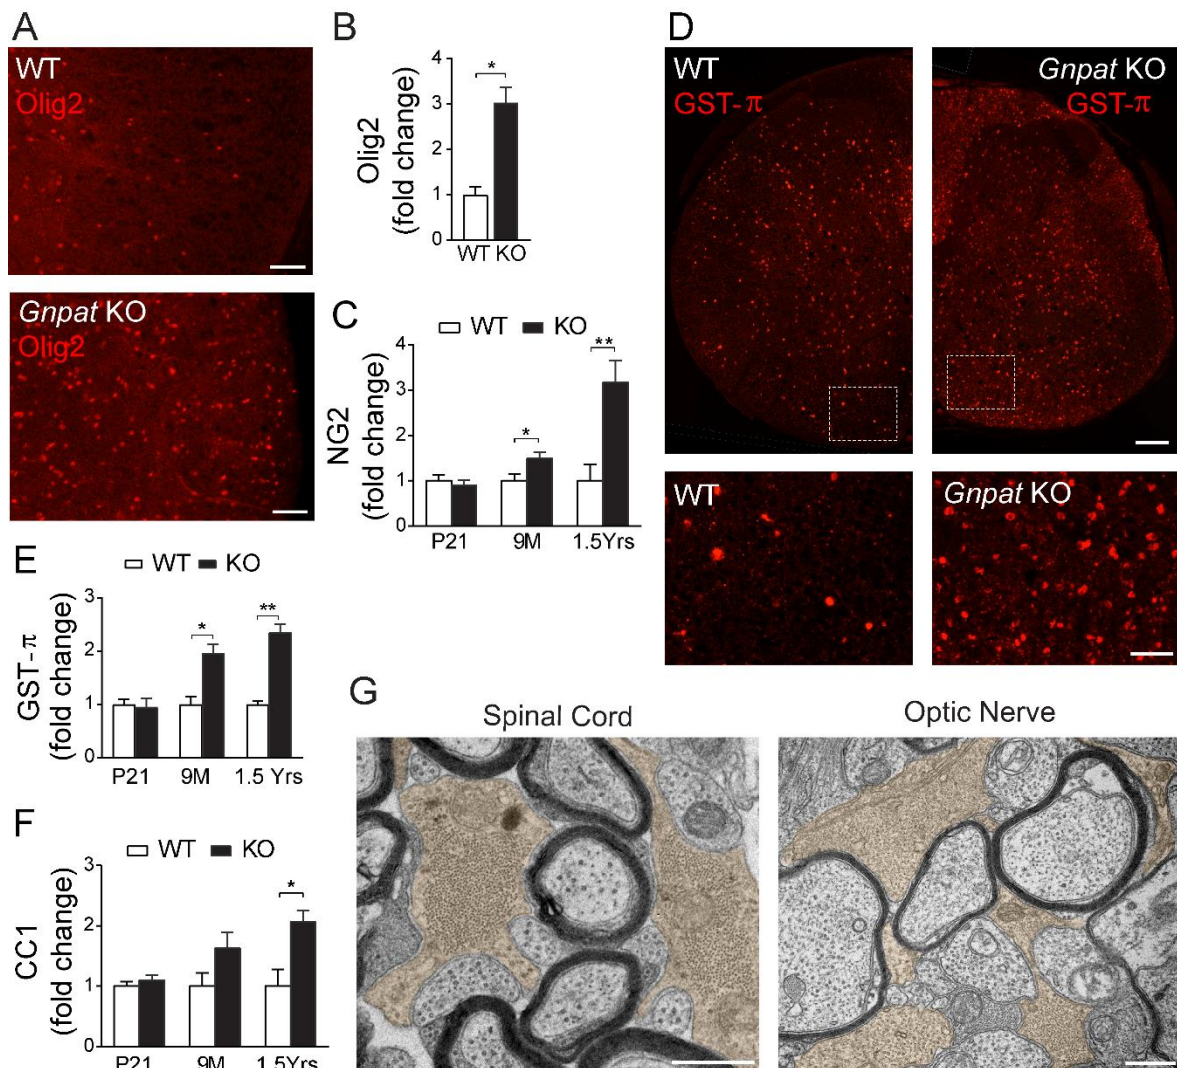 A
WT
Olig2
Gnpat KO
Olig2
B
Olig2
(fold change)
4
3
2
1
0
*
WT KO
C
WT KO
NG2
(fold change)
4
3
2
1
0
*
**
P21 9M 1.5Yrs
D
WT
GST-π
Gnpat KO
GST-π
WT
Gnpat KO
E
WT KO
GST-π
(fold change)
3
2
1
0
*
**
P21 9M 1.5 Yrs
F
WT KO
CC1
(fold change)
3
2
1
0
*
P21 9M 1.5Yrs
G
Spinal Cord
Optic Nerve